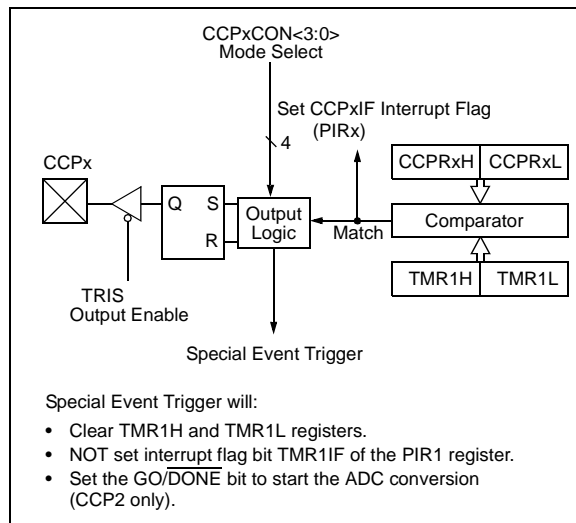 CCPxCON<3:0>
Mode Select
Set CCPxIF Interrupt Flag
(PIRx)
4
CCPx
CCPRxH CCPRxL
Q S
R
Output
Logic
Match
Comparator
TRIS
Output Enable
TMR1H TMR1L
Special Event Trigger
Special Event Trigger will:
• Clear TMR1H and TMR1L registers.
• NOT set interrupt flag bit TMR1IF of the PIR1 register.
• Set the GO/DONE bit to start the ADC conversion
(CCP2 only).